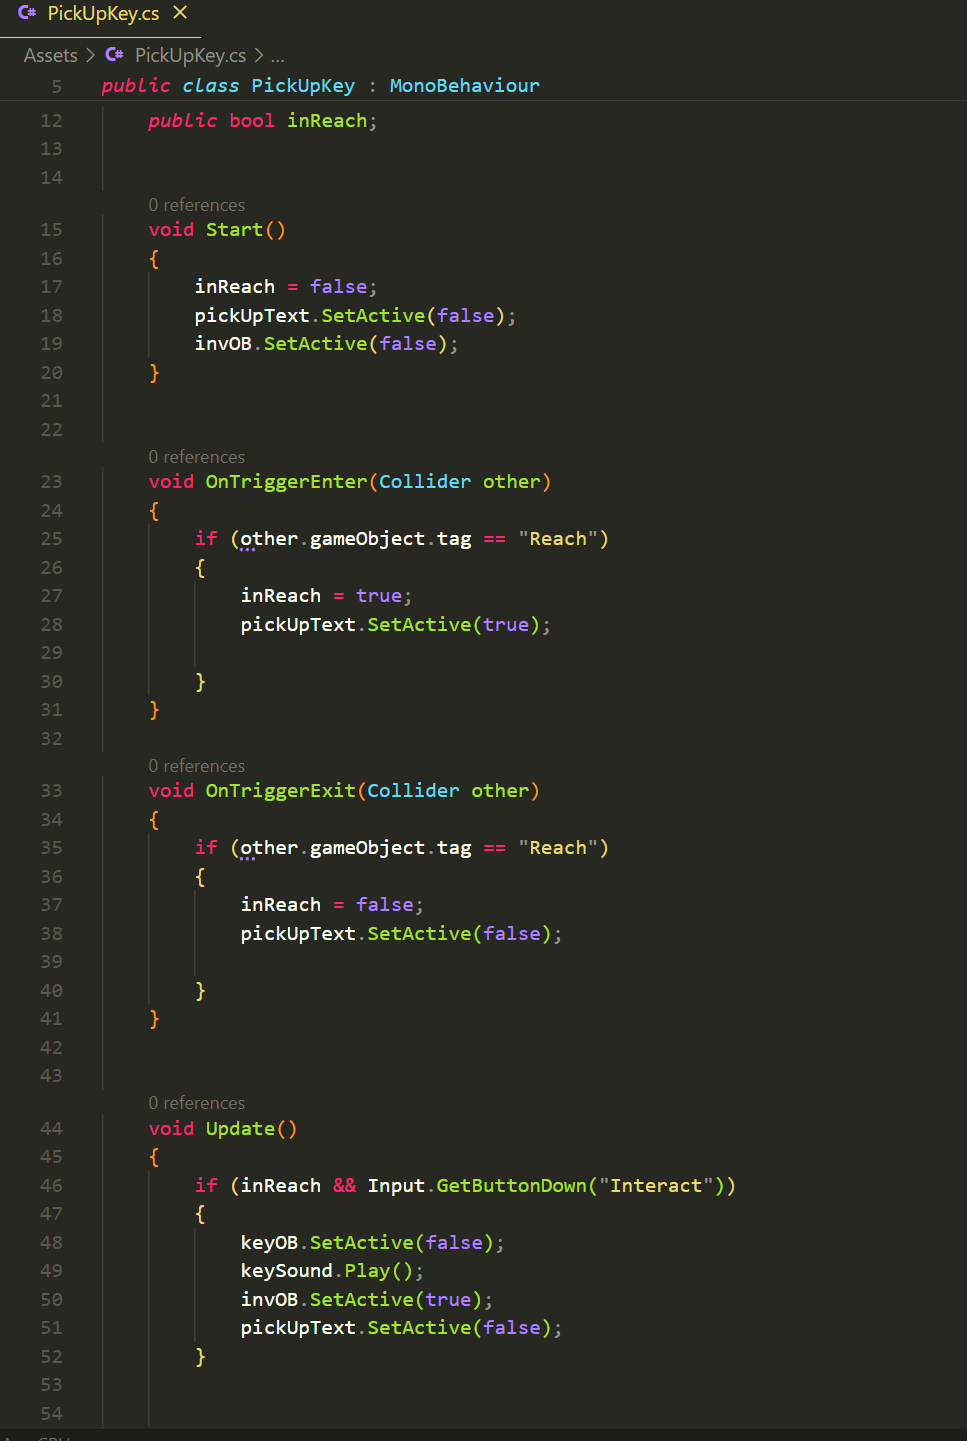 C# PickUpKey.cs ×
Assets > C# PickUpKey.cs > ...
5 public class PickUpKey : MonoBehaviour
12 public bool inReach;
13
14
0 references
15 void Start()
16 {
17 inReach = false;
18 pickUpText.SetActive(false);
19 invOB.SetActive(false);
20 }
21
22
0 references
23 void OnTriggerEnter(Collider other)
24 {
25 if (other.gameObject.tag == "Reach")
26 {
27 inReach = true;
28 pickUpText.SetActive(true);
29
30 }
31 }
32
0 references
33 void OnTriggerExit(Collider other)
34 {
35 if (other.gameObject.tag == "Reach")
36 {
37 inReach = false;
38 pickUpText.SetActive(false);
39
40 }
41 }
42
43
0 references
44 void Update()
45 {
46 if (inReach && Input.GetButtonDown("Interact"))
47 {
48 keyOB.SetActive(false);
49 keySound.Play();
50 invOB.SetActive(true);
51 pickUpText.SetActive(false);
52 }
53
54